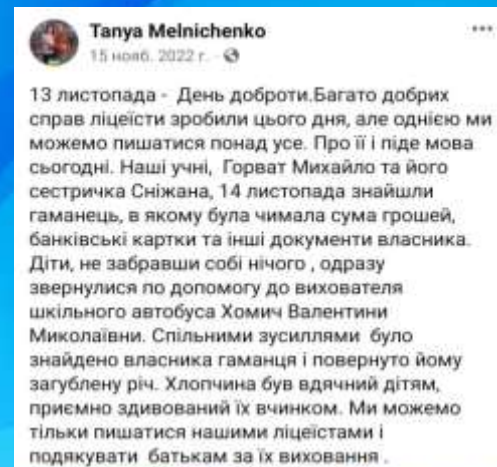 Tanya Melnichenko
15 нояб. 2022 г. ·
13 листопада - День доброти.Багато добрих
справ ліцеїсти зробили цього дня, але однією ми
можемо пишатися понад усе. Про її і піде мова
сьогодні. Наші учні, Горват Михайло та його
сестричка Сніжана, 14 листопада знайшли
гаманець, в якому була чимала сума грошей,
банківські картки та інші документи власника.
Діти, не забравши собі нічого , одразу
звернулися по допомогу до вихователя
шкільного автобуса Хомич Валентини
Миколаївни. Спільними зусиллями було
знайдено власника гаманця і повернуто йому
загублену річ. Хлопчина був вдячний дітям,
приємно здивований їх вчинком. Ми можемо
тільки пишатися нашими ліцеїстами і
подякувати батькам за їх виховання .